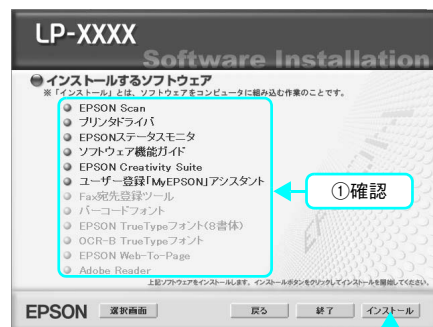 LP-XXXX
Software Installation
インストールするソフトウェア
※「インストール」とは、ソフトウェアをコンピュータに組み込む作業のことです。
EPSON Scan
プリンタドライバ
EPSONステータスモニタ
ソフトウェア機能ガイド
EPSON Creativity Suite
ユーザー登録「MyEPSON」アシスタント
①確認
Fax宛先登録ツール
バーコードフォント
EPSON TrueTypeフォント(8書体)
OCR-B TrueTypeフォント
EPSON Web-To-Page
Adobe Reader
上記ソフトウェアをインストールします。インストールボタンをクリックしてインストールを開始してください。
EPSON 選択画面 戻る 終了 インストール